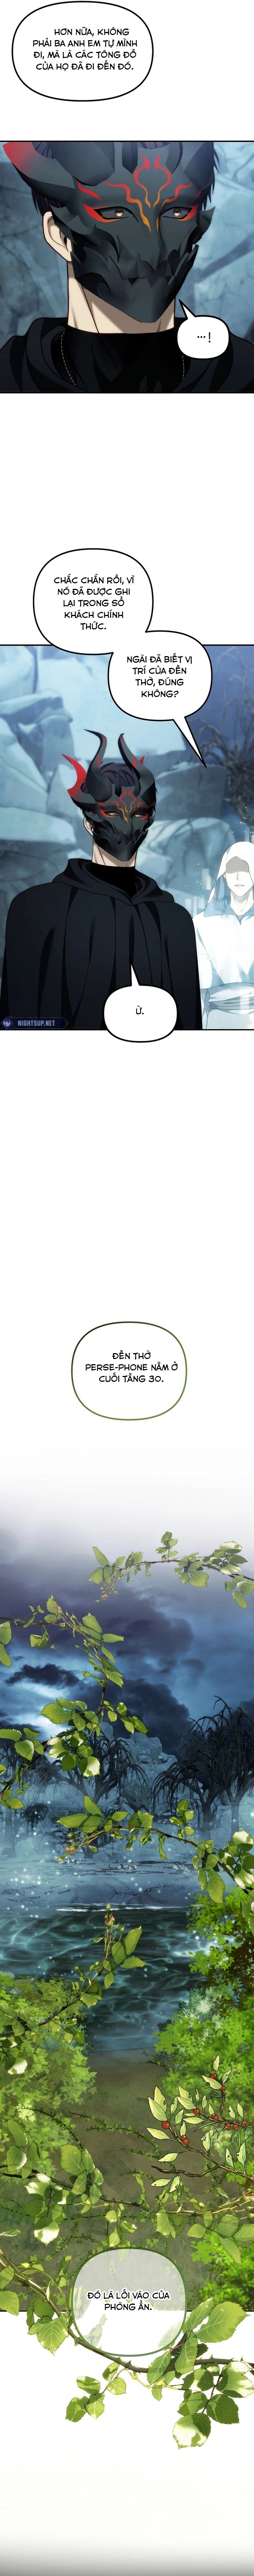 HƠN NỮA, KHÔNG
PHẢI BA ANH EM TỰ MÌNH
ĐI, MÀ LÀ CÁC TÔNG ĐỒ
CỦA HỌ ĐÃ ĐI ĐẾN ĐÓ.
...!
CHẮC CHẮN RỒI, VÌ
NÓ ĐÃ ĐƯỢC GHI
LẠI TRONG SỔ
KHÁCH CHÍNH
THỨC.
NGÀI ĐÃ BIẾT VỊ
TRÍ CỦA ĐỀN
THỜ, ĐÚNG
KHÔNG?
Ừ.
NIGHTSUP.NET
ĐỀN THỜ
PERSE-PHONE NẰM Ở
CUỐI TẦNG 30.
ĐÓ LÀ LỐI VÀO CỦA
PHÒNG ẨN.